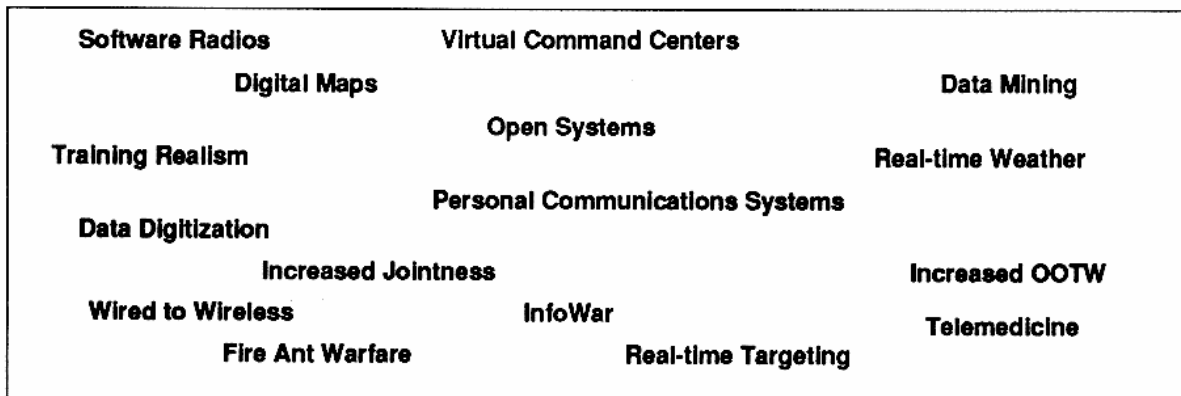 Software Radios
Virtual Command Centers
Digital Maps
Data Mining
Open Systems
Training Realism
Real-time Weather
Personal Communications Systems
Data Digitization
Increased Jointness
Increased OOTW
Wired to Wireless
InfoWar
Telemedicine
Fire Ant Warfare
Real-time Targeting